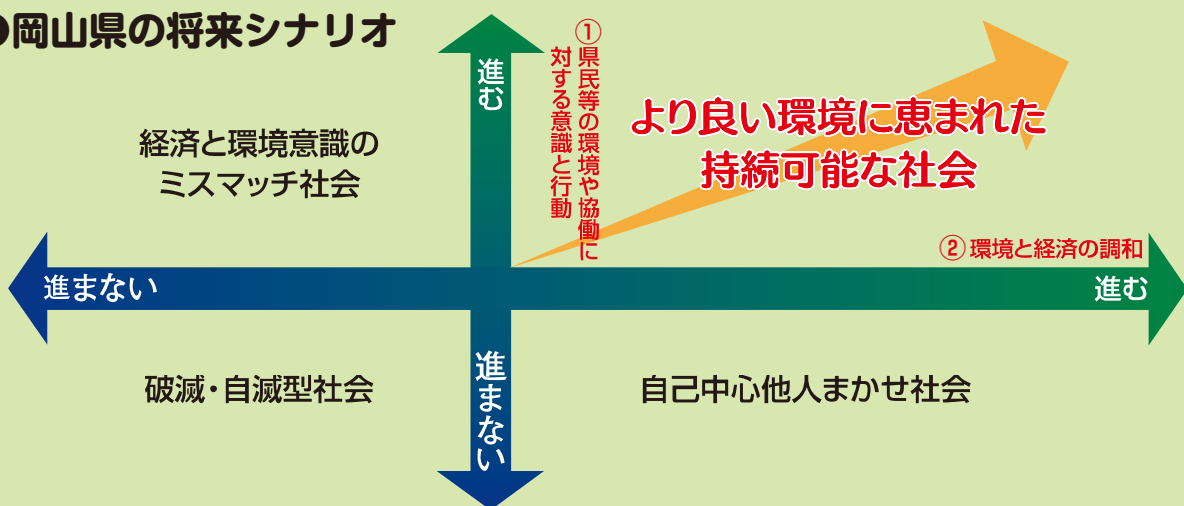 ●岡山県の将来シナリオ
進む
①県民等の環境や協働に
対する意識と行動
経済と環境意識の
ミスマッチ社会
より良い環境に恵まれた
持続可能な社会
②環境と経済の調和
進まない
進む
進まない
破滅・自滅型社会
自己中心他人まかせ社会